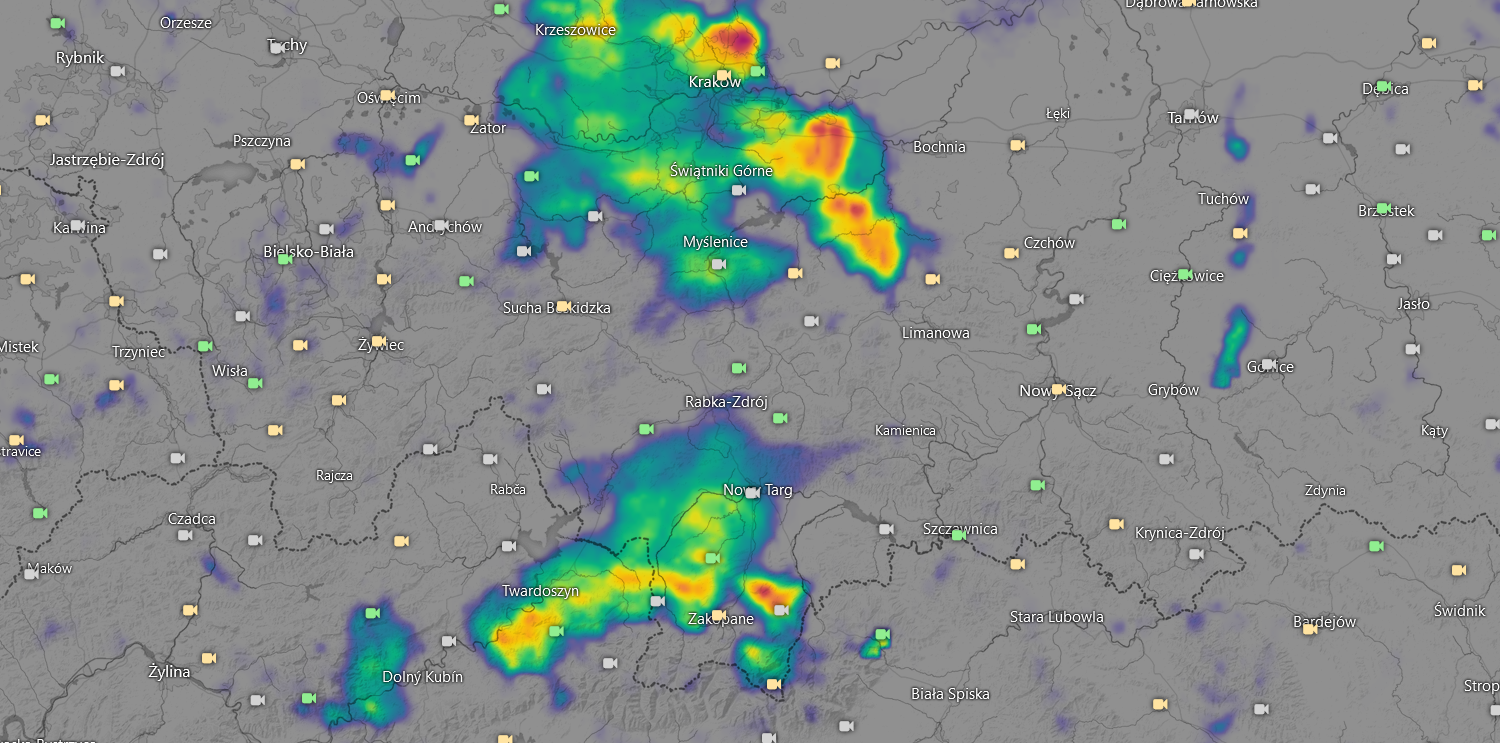 Orzesze
Krzeszowice
Tychy
Rybnik
Kraków
Oświęcim
Dębica
Łęki
Tarnów
Zator
Pszczyna
Bochnia
Jastrzębie-Zdrój
Świątniki Górne
Tuchów
Brzostek
Karwina
Andrychów
Myślenice
Czchów
Bielsko-Biała
Ciężkowice
Sucha Beskidzka
Jasło
Limanowa
Mistek
Trzyniec
Żywiec
Wisła
Gorlice
Nowy Sącz
Grybów
Rabka-Zdrój
Kamienica
Kąty
Rajcza
Rabča
Nowy Targ
Zdynia
Czadca
Szczawnica
Krynica-Zdrój
Maków
Twardoszyn
Zakopane
Stara Lubowla
Bardejów
Świdnik
Żylina
Dolný Kubín
Biała Spiska